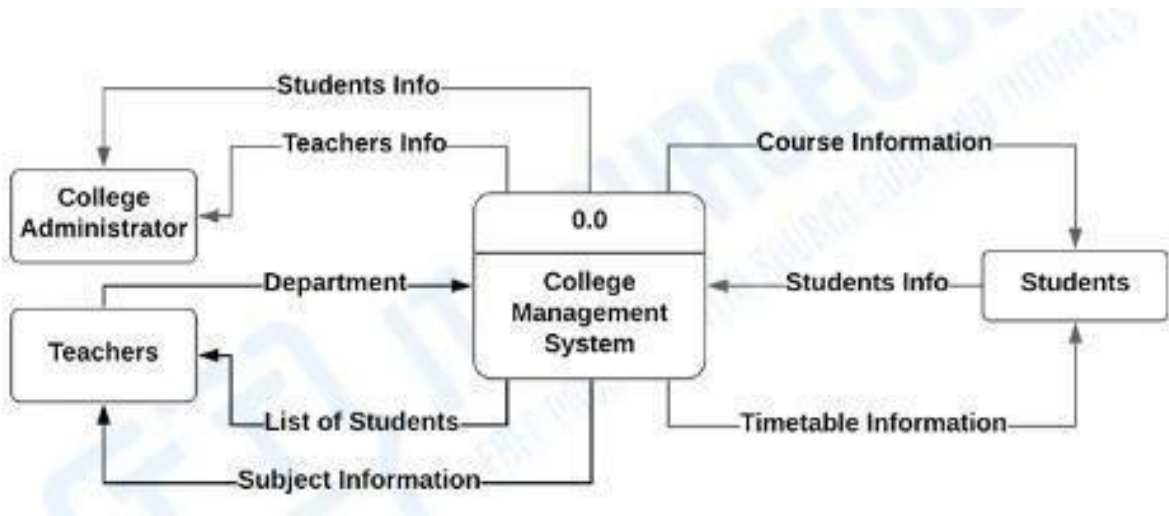 Students Info
Teachers Info
Course Information
College
Administrator
0.0
College
Management
System
Department
Students Info
Students
Teachers
List of Students
Timetable Information
Subject Information